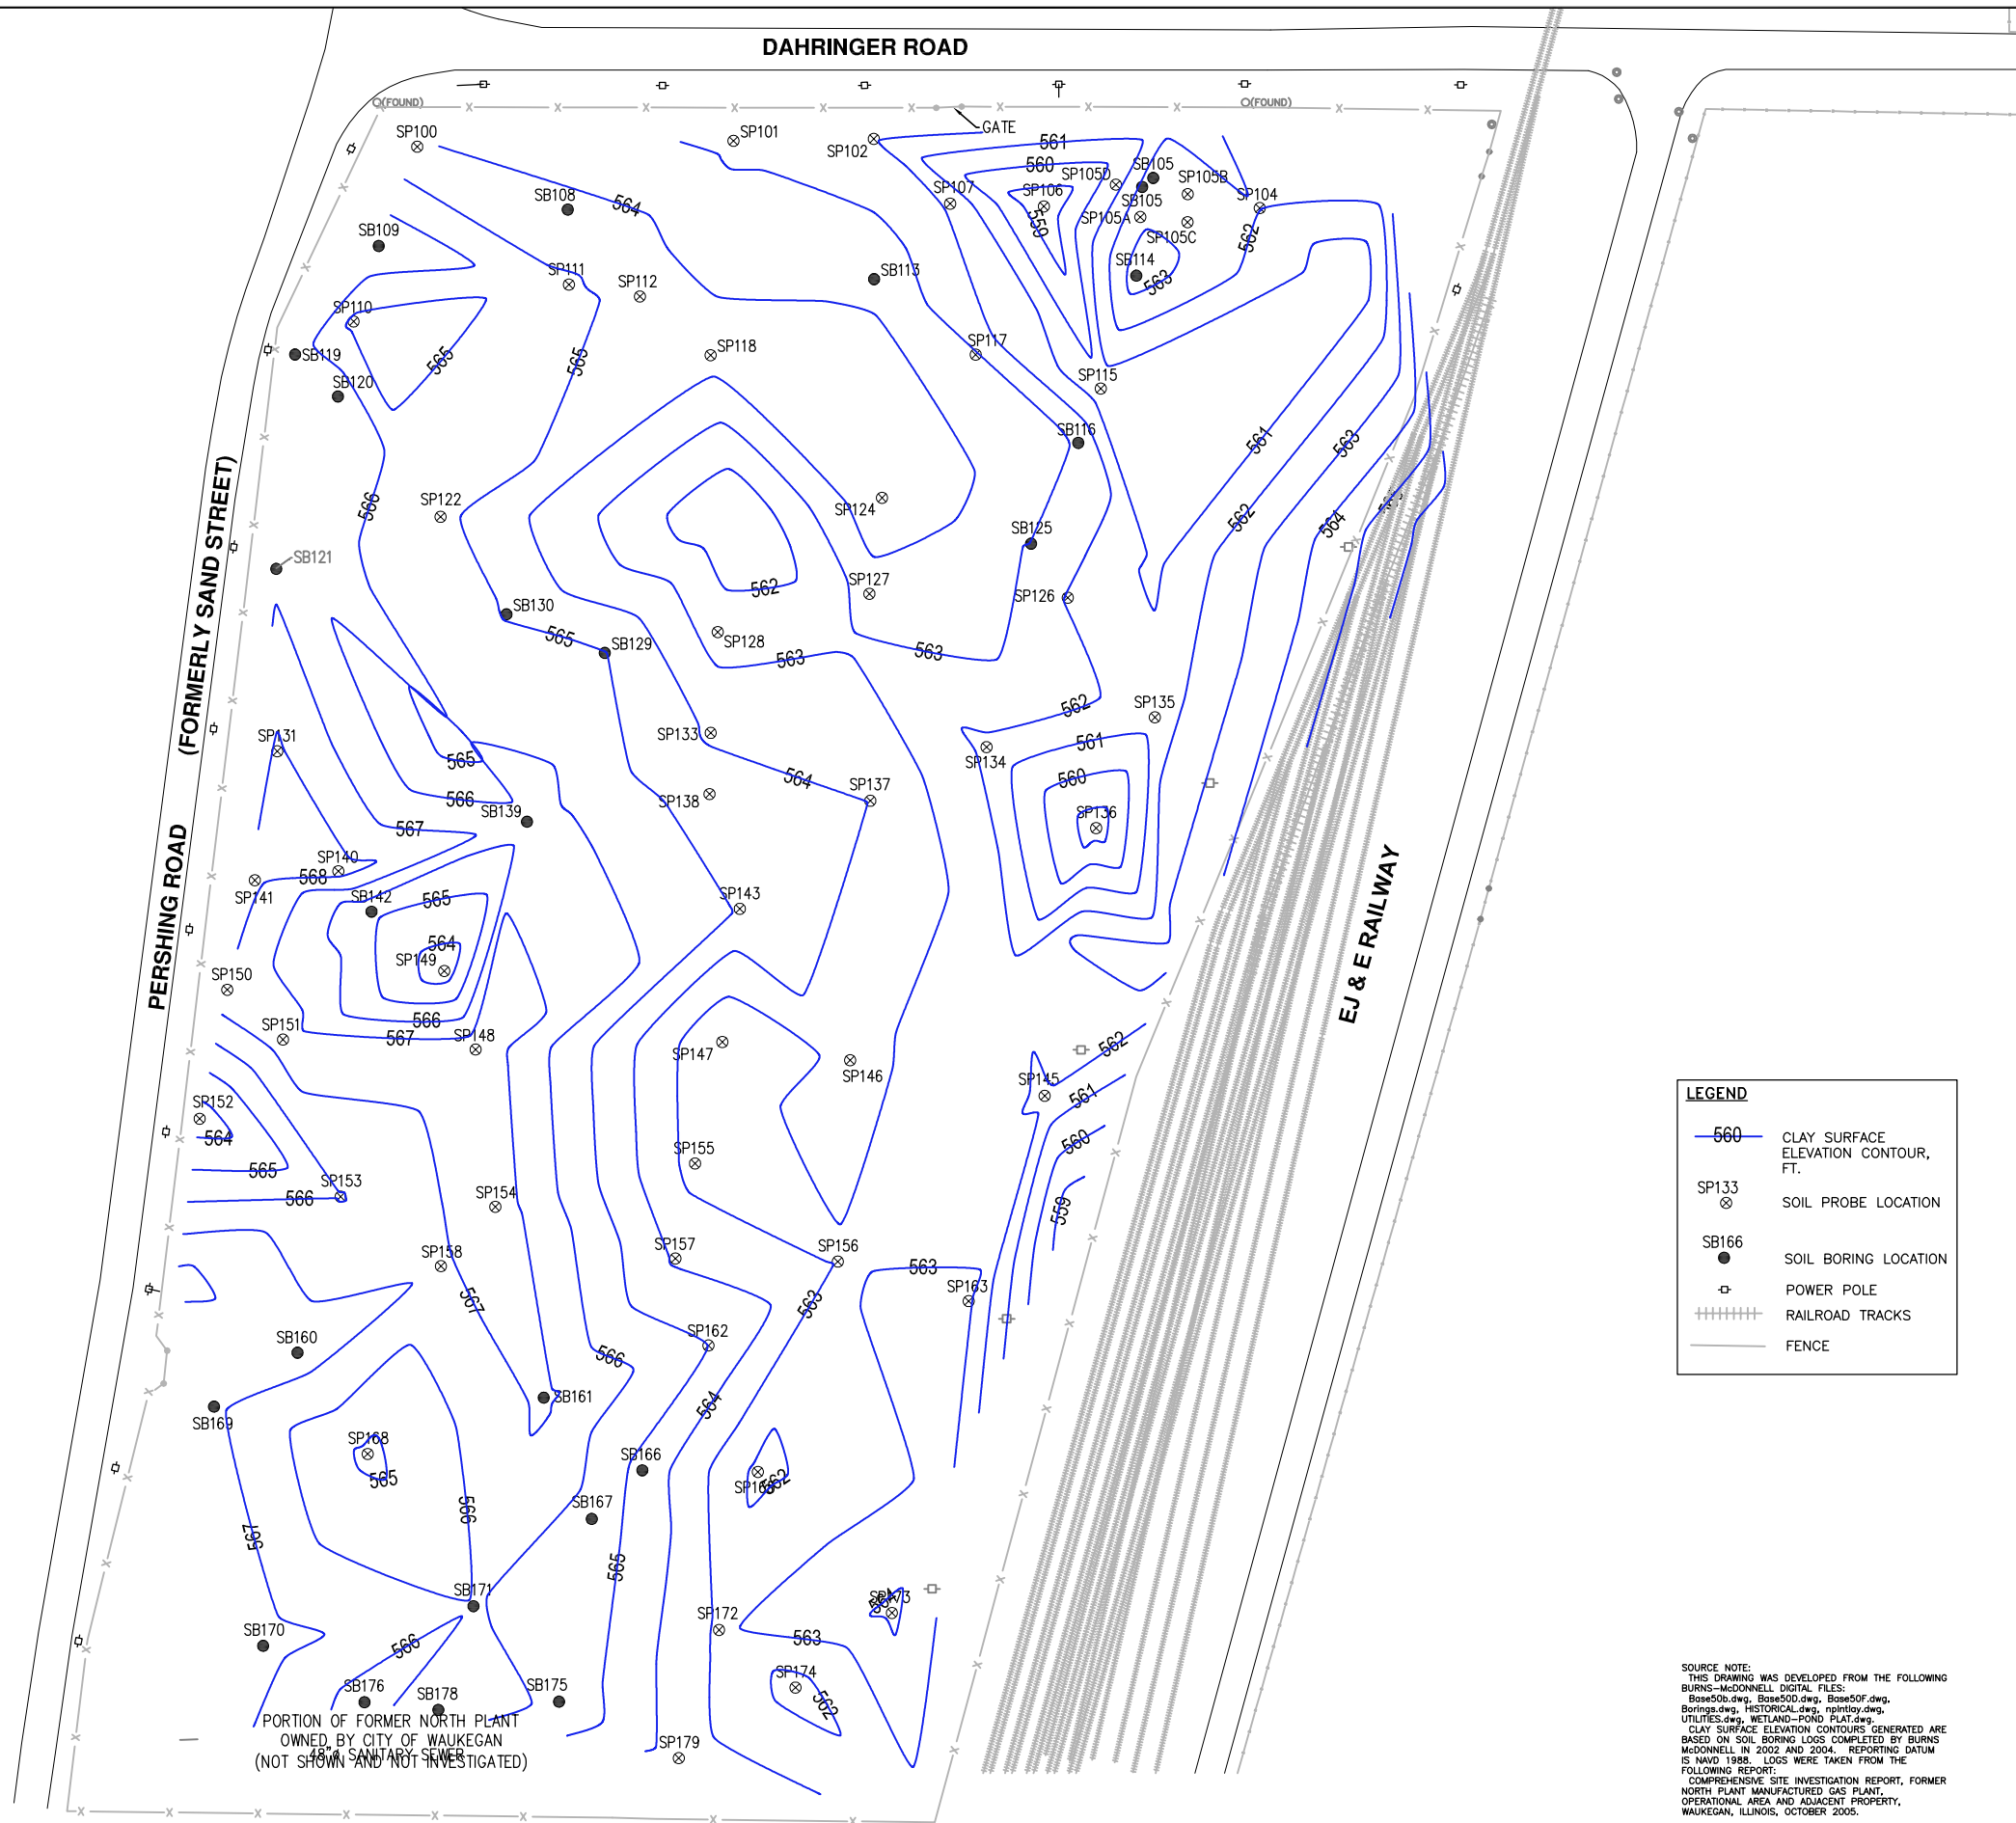 DAHRINGER ROAD
(FOUND)
(FOUND)
GATE
SP100
SP101
SP102
561
560
SB105
SP105D
SP105B
SP107
SP106
SB105
SP104
SB108
564
559
SP105A
SP105C
562
SB109
SP111
SP112
SB113
SB114
563
SP110
SB119
565
565
SP118
SP117
SP115
SB120
SB116
561
563
566
SP122
SP124
562
564
SB125
SB121
562
SP127
SP126
SB130
565
SB129
SP128
563
563
PERSHING ROAD (FORMERLY SAND STREET)
562
SP135
SP131
SP133
561
SP134
565
564
560
566
SP138
SP137
SB139
SP136
567
SP140
568
SP141
SB142
565
SP143
564
SP149
SP150
EJ & E RAILWAY
566
SP151
567
SP148
SP147
SP146
562
SP145
561
SP152
564
560
565
SP155
566
SP153
SP154
559
SP158
SP157
SP156
563
567
563
SP163
SB160
SP162
566
SB161
564
SB169
SP168
565
SB166
562
SB167
566
567
565
SB171
SP173
SP172
563
SB170
566
SP174
SB176
SB178
SB175
562
SP179
PORTION OF FORMER NORTH PLANT
OWNED BY CITY OF WAUKEGAN
48"ø SANITARY SEWER
(NOT SHOWN AND NOT INVESTIGATED)
LEGEND
560
CLAY SURFACE
ELEVATION CONTOUR,
FT.
SP133
SOIL PROBE LOCATION
SB166
SOIL BORING LOCATION
POWER POLE
RAILROAD TRACKS
FENCE
SOURCE NOTE:
THIS DRAWING WAS DEVELOPED FROM THE FOLLOWING
BURNS-McDONNELL DIGITAL FILES:
Base50b.dwg, Base50D.dwg, Base50F.dwg,
Borings.dwg, HISTORICAL.dwg, npintlay.dwg,
UTILITIES.dwg, WETLAND-POND PLAT.dwg.
CLAY SURFACE ELEVATION CONTOURS GENERATED ARE
BASED ON SOIL BORING LOGS COMPLETED BY BURNS
McDONNELL IN 2002 AND 2004. REPORTING DATUM
IS NAVD 1988. LOGS WERE TAKEN FROM THE
FOLLOWING REPORT:
COMPREHENSIVE SITE INVESTIGATION REPORT, FORMER
NORTH PLANT MANUFACTURED GAS PLANT,
OPERATIONAL AREA AND ADJACENT PROPERTY,
WAUKEGAN, ILLINOIS, OCTOBER 2005.